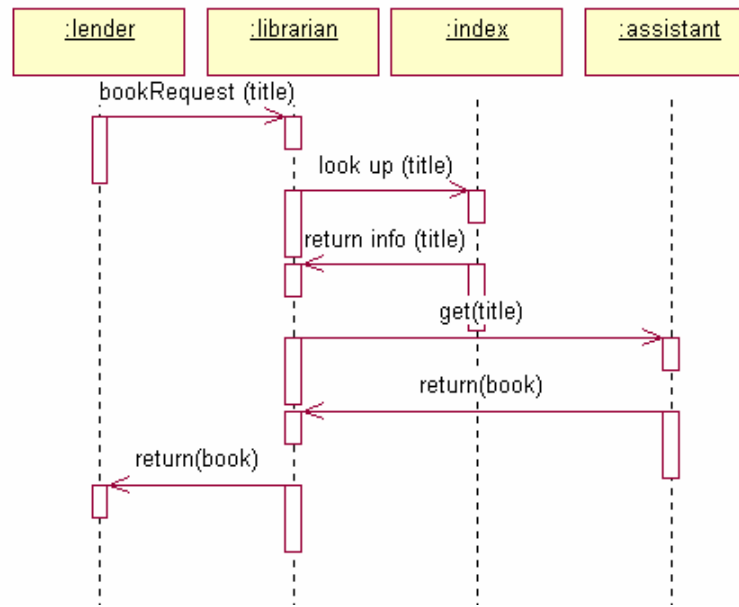 :lender
:librarian
:index
:assistant
bookRequest (title)
look up (title)
return info (title)
get(title)
return(book)
return(book)